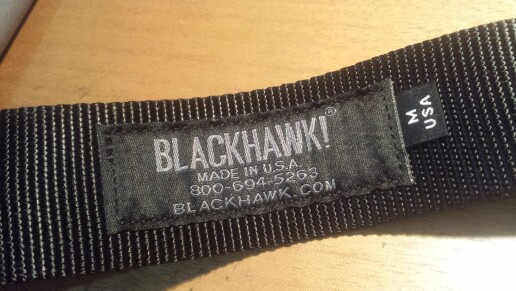 BLACKHAWK!®
MADE IN U.S.A.
800-694-5263
BLACKHAWK.COM
M
USA